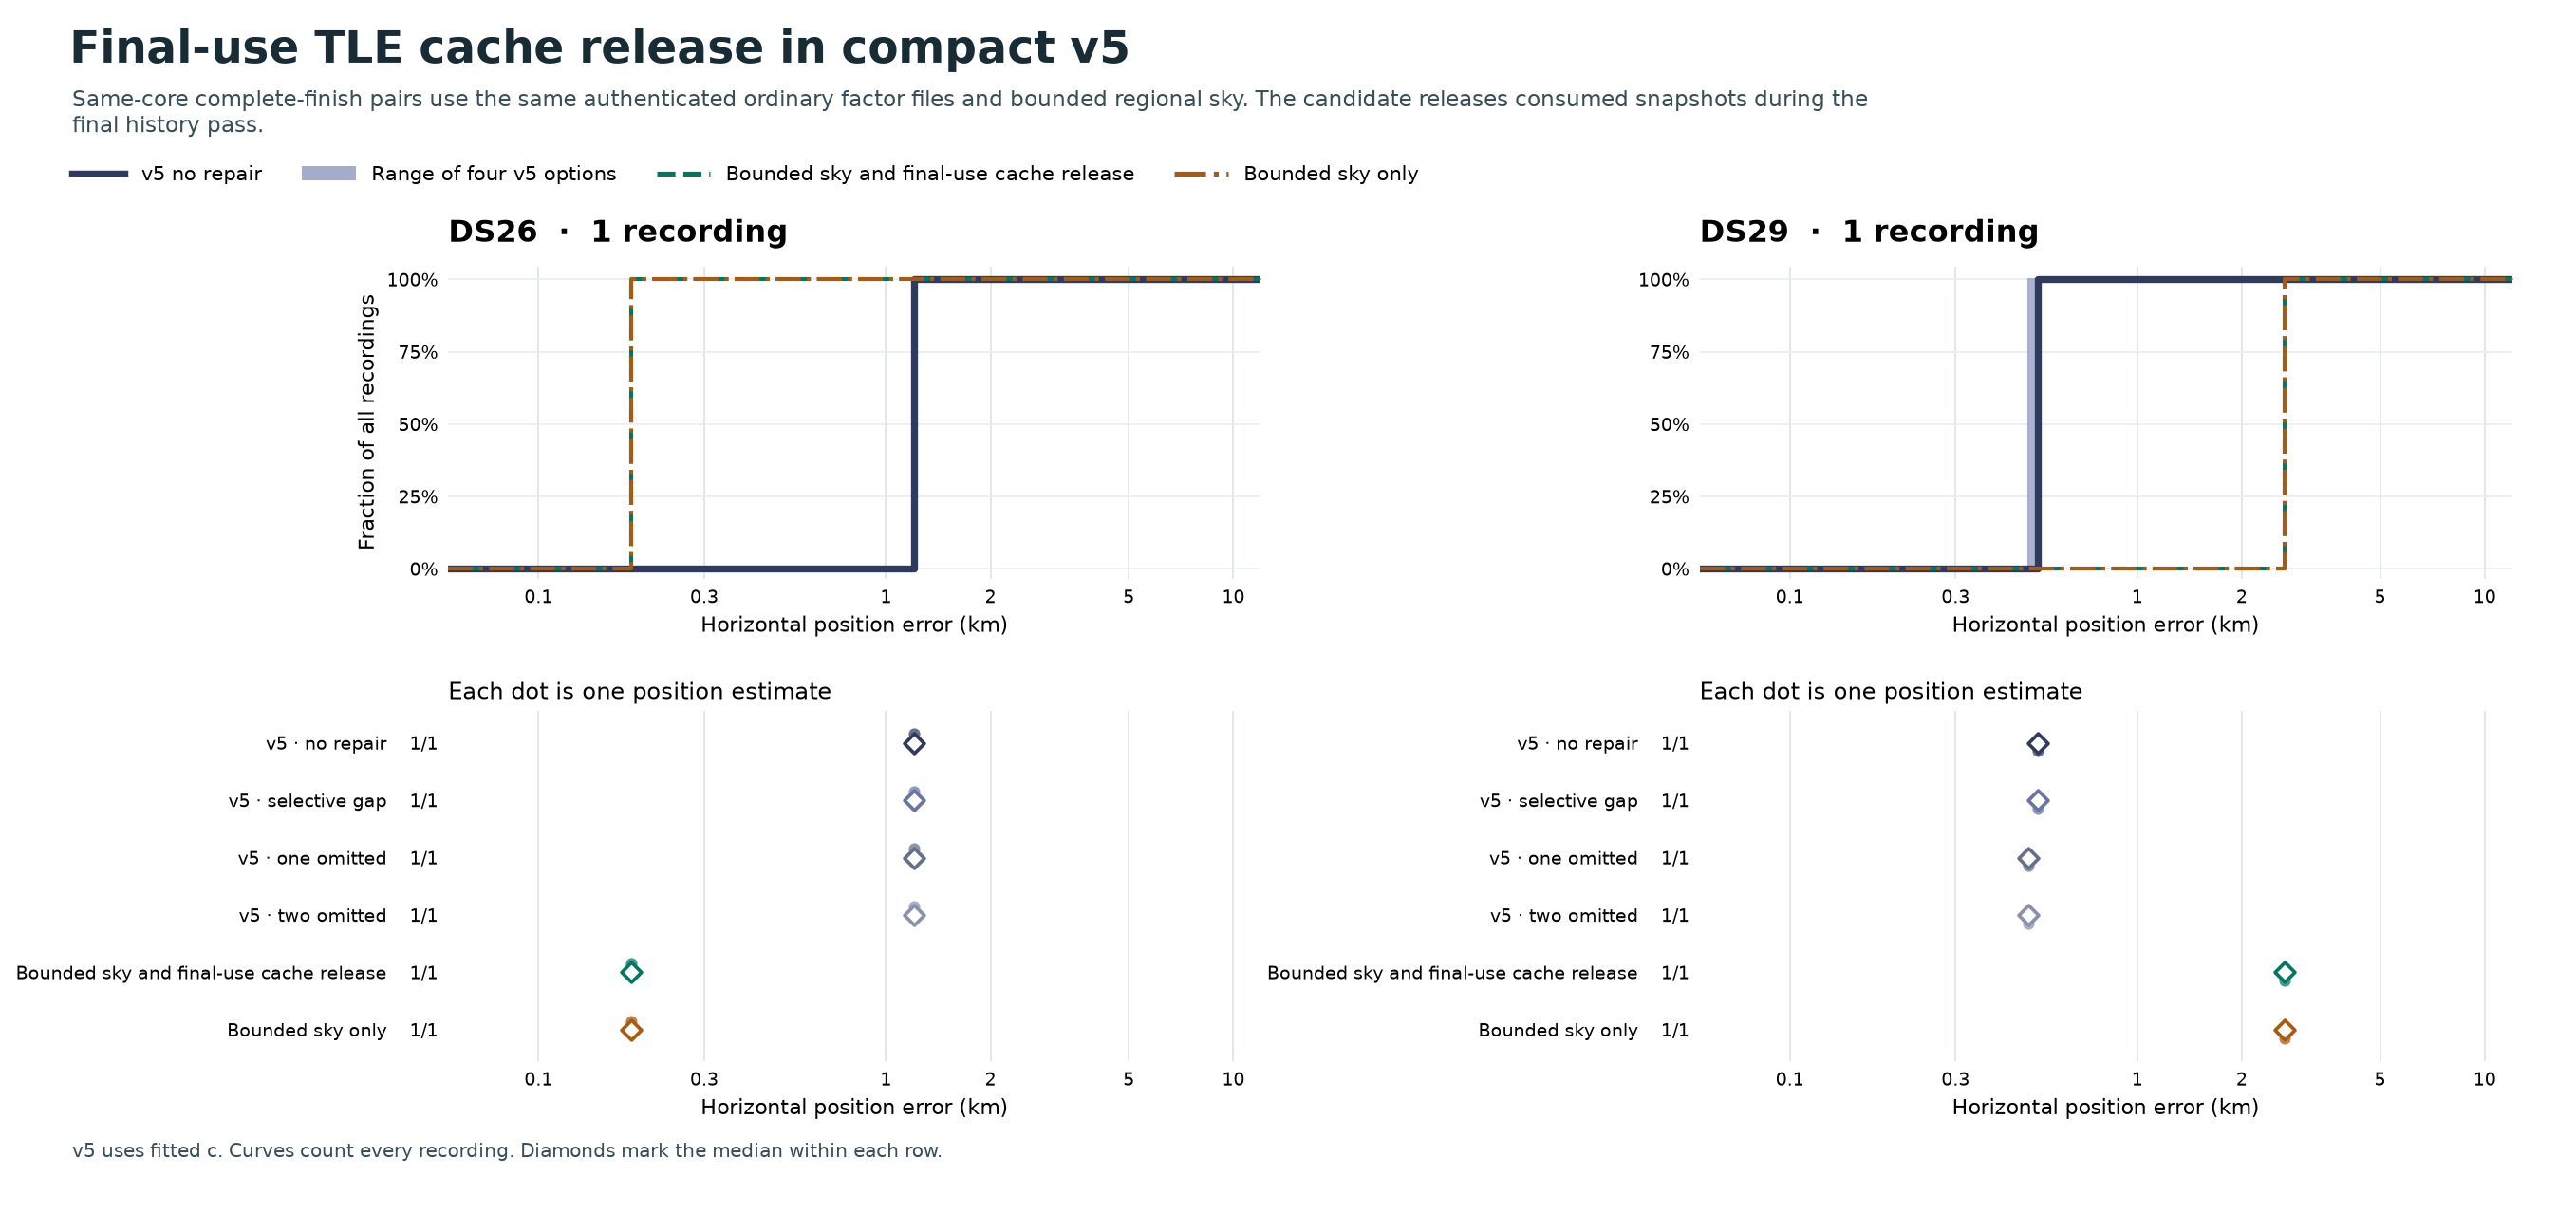 Final-use TLE cache release in compact v5
Same-core complete-finish pairs use the same authenticated ordinary factor files and bounded regional sky. The candidate releases consumed snapshots during the
final history pass.
v5 no repair
Range of four v5 options
Bounded sky and final-use cache release
Bounded sky only
DS26 · 1 recording
Fraction of all recordings
100%
75%
50%
25%
0%
0.1 0.3 1 2 5 10
Horizontal position error (km)
DS29 · 1 recording
100%
75%
50%
25%
0%
0.1 0.3 1 2 5 10
Horizontal position error (km)
Each dot is one position estimate
v5 · no repair 1/1
v5 · selective gap 1/1
v5 · one omitted 1/1
v5 · two omitted 1/1
Bounded sky and final-use cache release 1/1
Bounded sky only 1/1
0.1 0.3 1 2 5 10
Horizontal position error (km)
Each dot is one position estimate
v5 · no repair 1/1
v5 · selective gap 1/1
v5 · one omitted 1/1
v5 · two omitted 1/1
Bounded sky and final-use cache release 1/1
Bounded sky only 1/1
0.1 0.3 1 2 5 10
Horizontal position error (km)
v5 uses fitted c. Curves count every recording. Diamonds mark the median within each row.